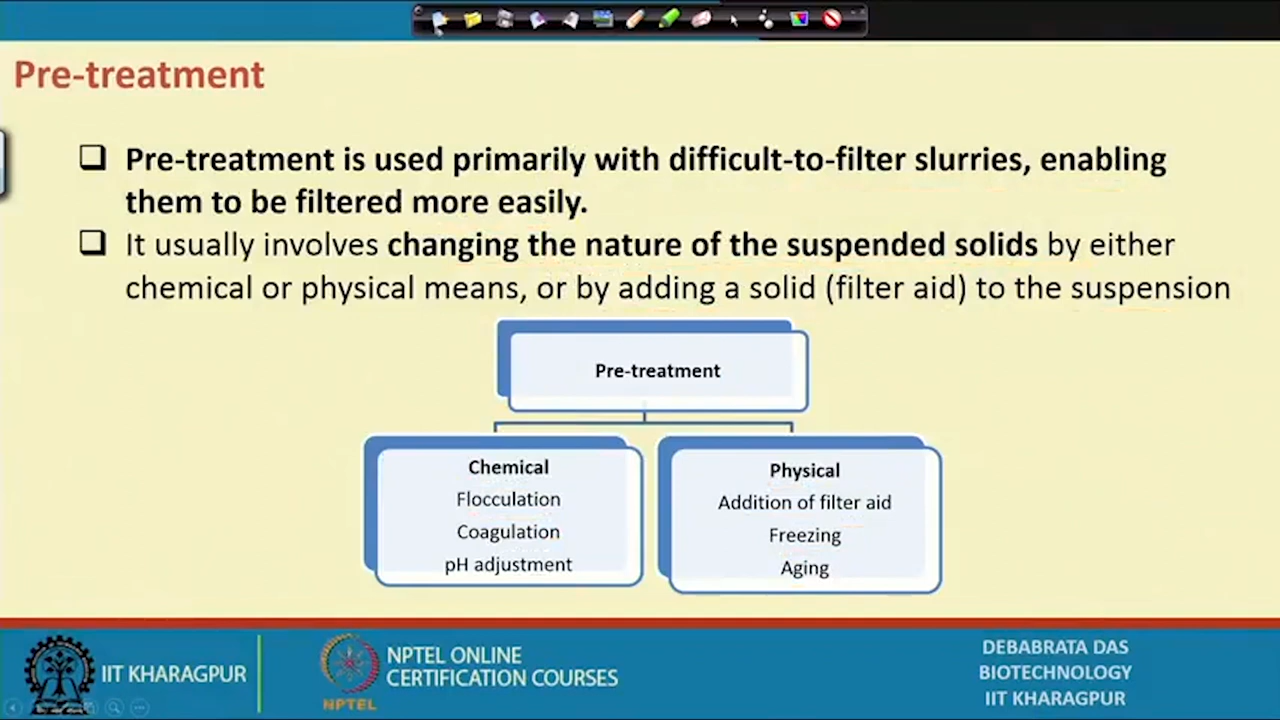 Pre-treatment
Pre-treatment is used primarily with difficult-to-filter slurries, enabling
them to be filtered more easily.
It usually involves changing the nature of the suspended solids by either
chemical or physical means, or by adding a solid (filter aid) to the suspension
Pre-treatment
Chemical
Flocculation
Coagulation
pH adjustment
Physical
Addition of filter aid
Freezing
Aging
IIT KHARAGPUR
NPTEL
NPTEL ONLINE
CERTIFICATION COURSES
DEBABRATA DAS
BIOTECHNOLOGY
IIT KHARAGPUR